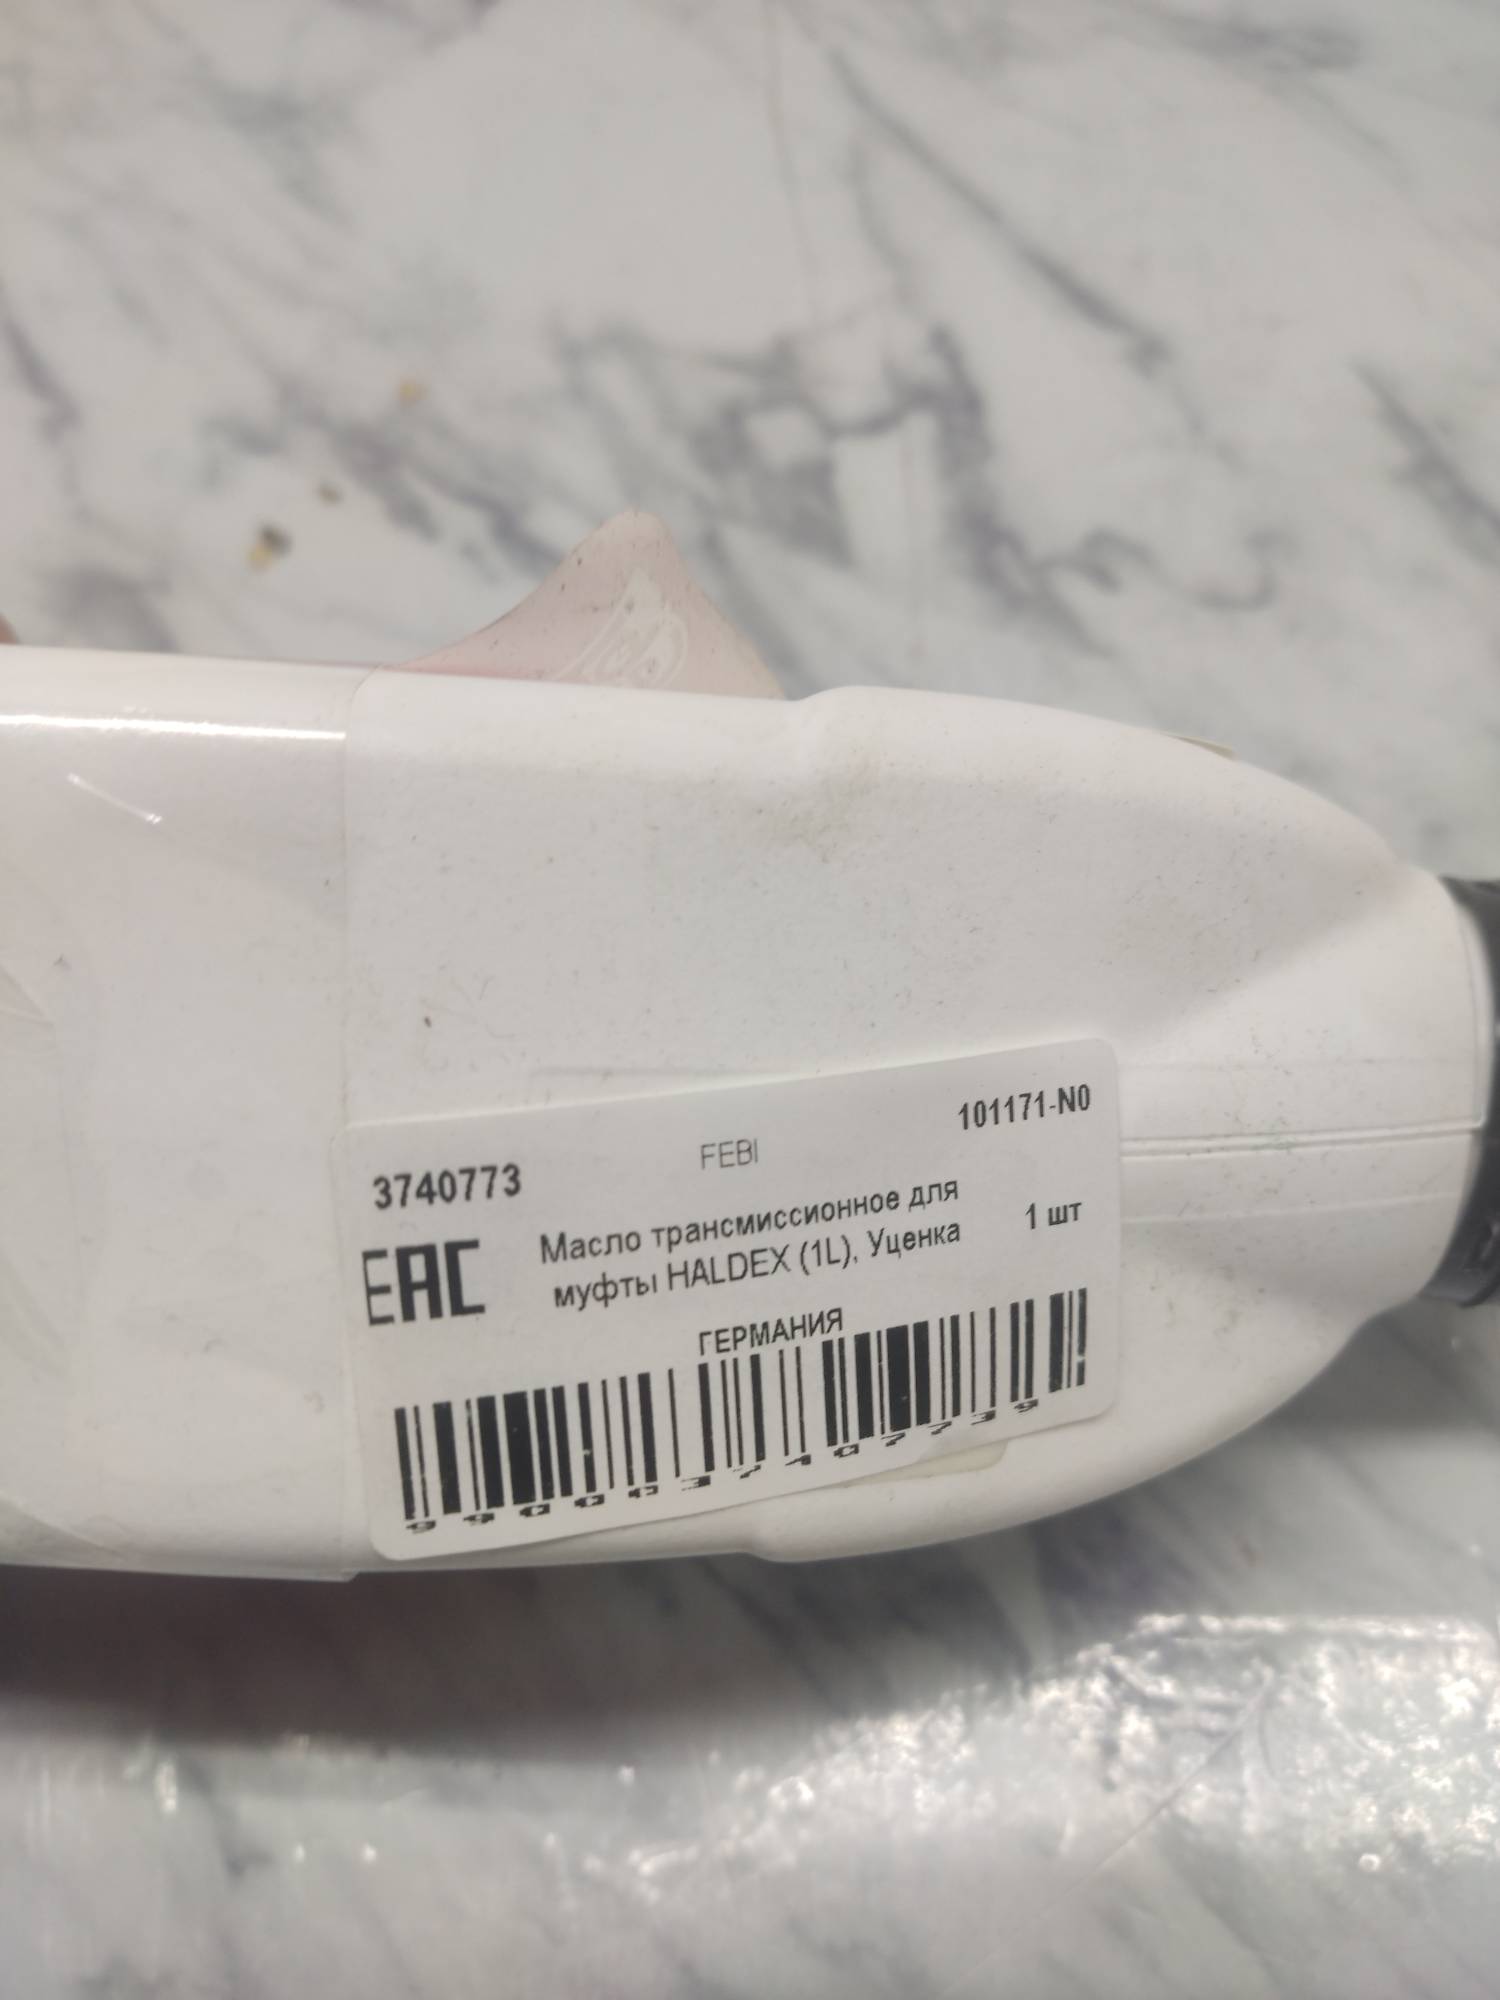 3740773
FEBI
101171-N0
EAC
Масло трансмиссионное для
муфты HALDEX (1L), Уценка
1 шт
ГЕРМАНИЯ